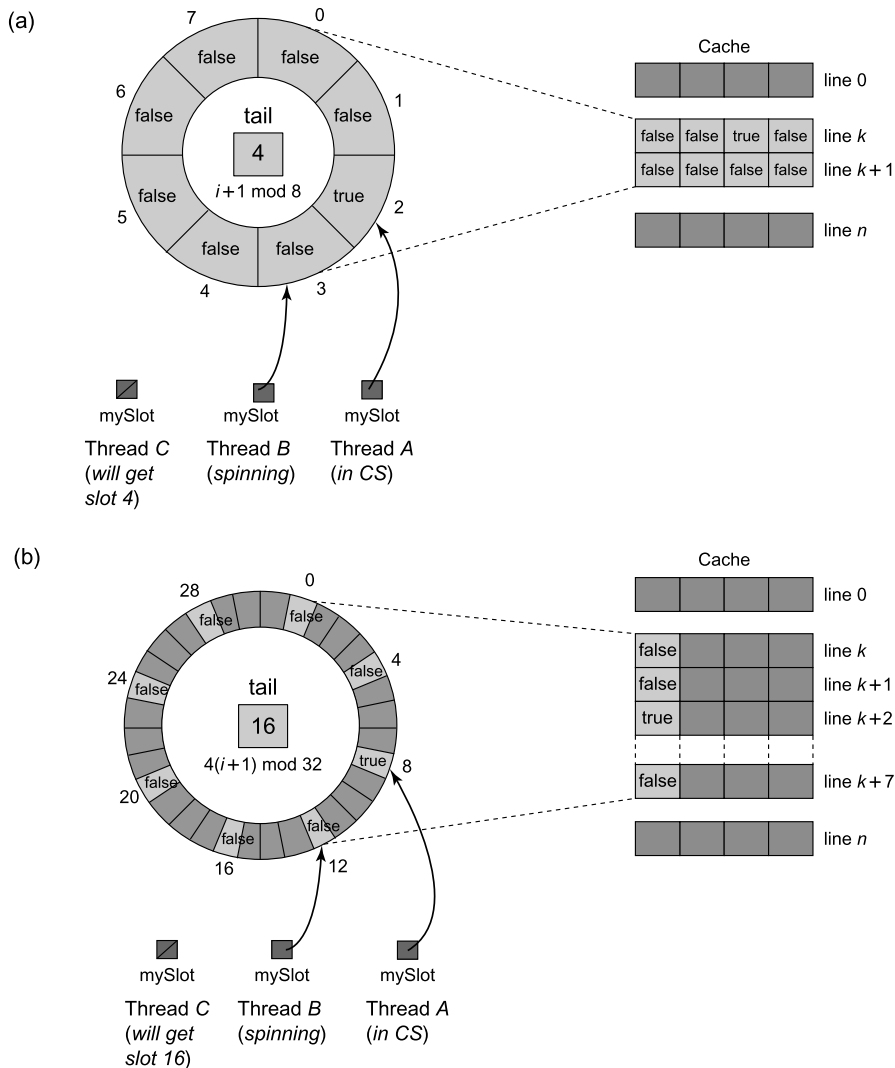 (a)
7
0
false
false
6
1
false
false
tail
4
i+1 mod 8
false
true
5
2
false
false
4
3
mySlot
mySlot
mySlot
Thread C
(will get
slot 4)
Thread B
(spinning)
Thread A
(in CS)
Cache
line 0
false false true false line k
false false false false line k+1
line n
(b)
28
0
false
false
24
4
false
false
tail
16
4(i+1) mod 32
false
true
20
8
false
false
16
12
mySlot
mySlot
mySlot
Thread C
(will get
slot 16)
Thread B
(spinning)
Thread A
(in CS)
Cache
line 0
false line k
false line k+1
true line k+2
false line k+7
line n